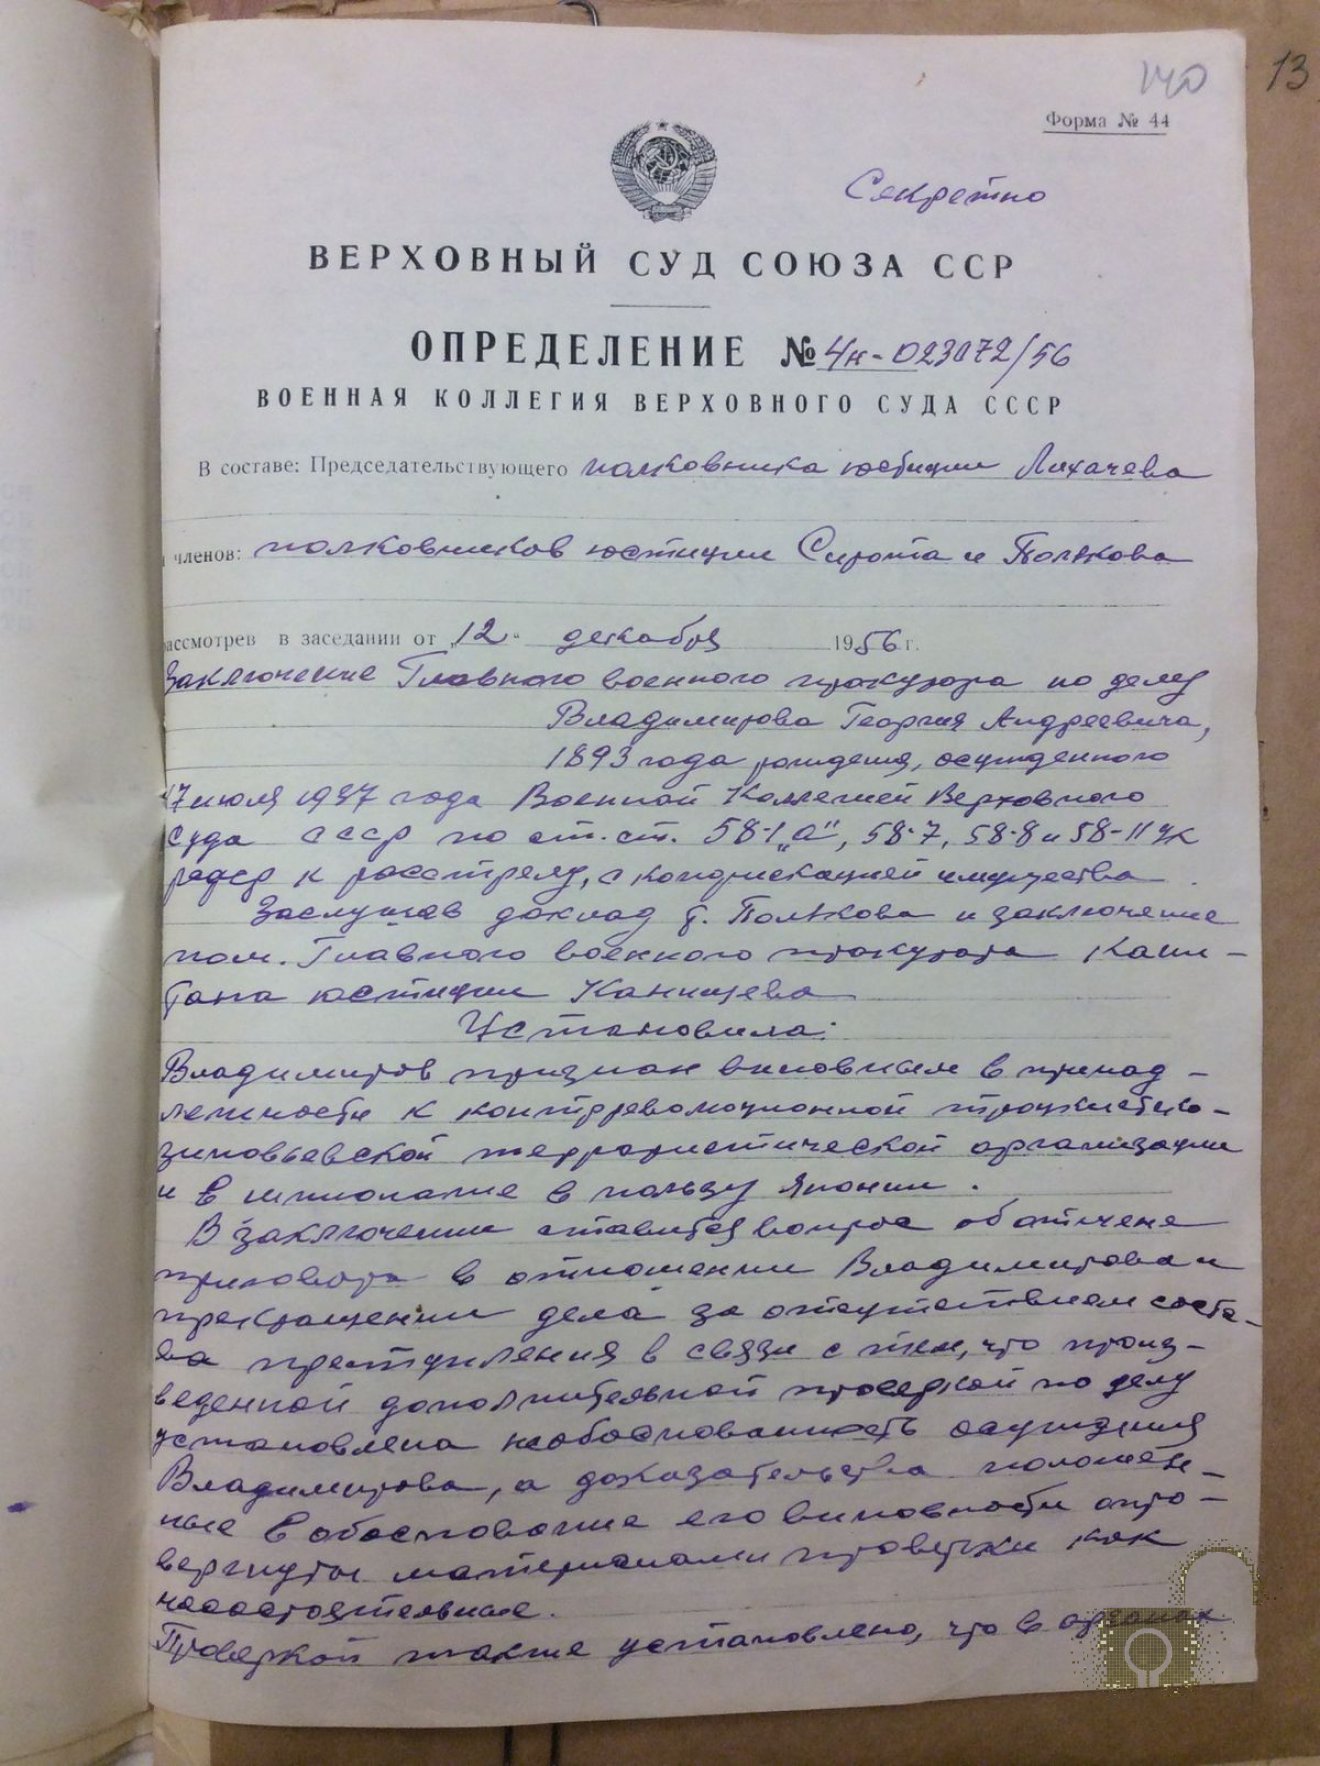 140
13
Форма № 44
Секретно
ВЕРХОВНЫЙ СУД СОЮЗА ССР
ОПРЕДЕЛЕНИЕ № 4н-023072/56
ВОЕННАЯ КОЛЛЕГИЯ ВЕРХОВНОГО СУДА СССР
В составе: Председательствующего полковника юстиции Лихачева
членов: полковников юстиции Сирота и Полякова
рассмотрев в заседании от „12" декабря 1956 г.
Заключение Главного военного прокурора по делу
Владимирова Георгия Андреевича,
1893 года рождения, осужденного
17 июля 1937 года Военной Коллегией Верховного
Суда СССР по ст.ст. 58-1„а", 58-7, 58-8 и 58-11 УК
РСФСР к расстрелу, с конфискацией имущества.
Заслушав доклад т. Полякова и заключение
пом. Главного военного прокурора капи-
тана юстиции Канищева
Установила:
Владимиров признан виновным в принад-
лежности к контрреволюционной троцкистско-
зиновьевской террористической организации
и в шпионаже в пользу Японии.
В заключении ставится вопрос об отмене
приговора в отношении Владимирова и
прекращении дела за отсутствием соста-
ва преступления в связи с тем, что произ-
веденной дополнительной проверкой по делу
установлена необоснованность осуждения
Владимирова, а доказательства положен-
ные в обоснование его виновности опро-
вергнуты материалами проверки как
несостоятельные.
Проверкой также установлено, что в органах